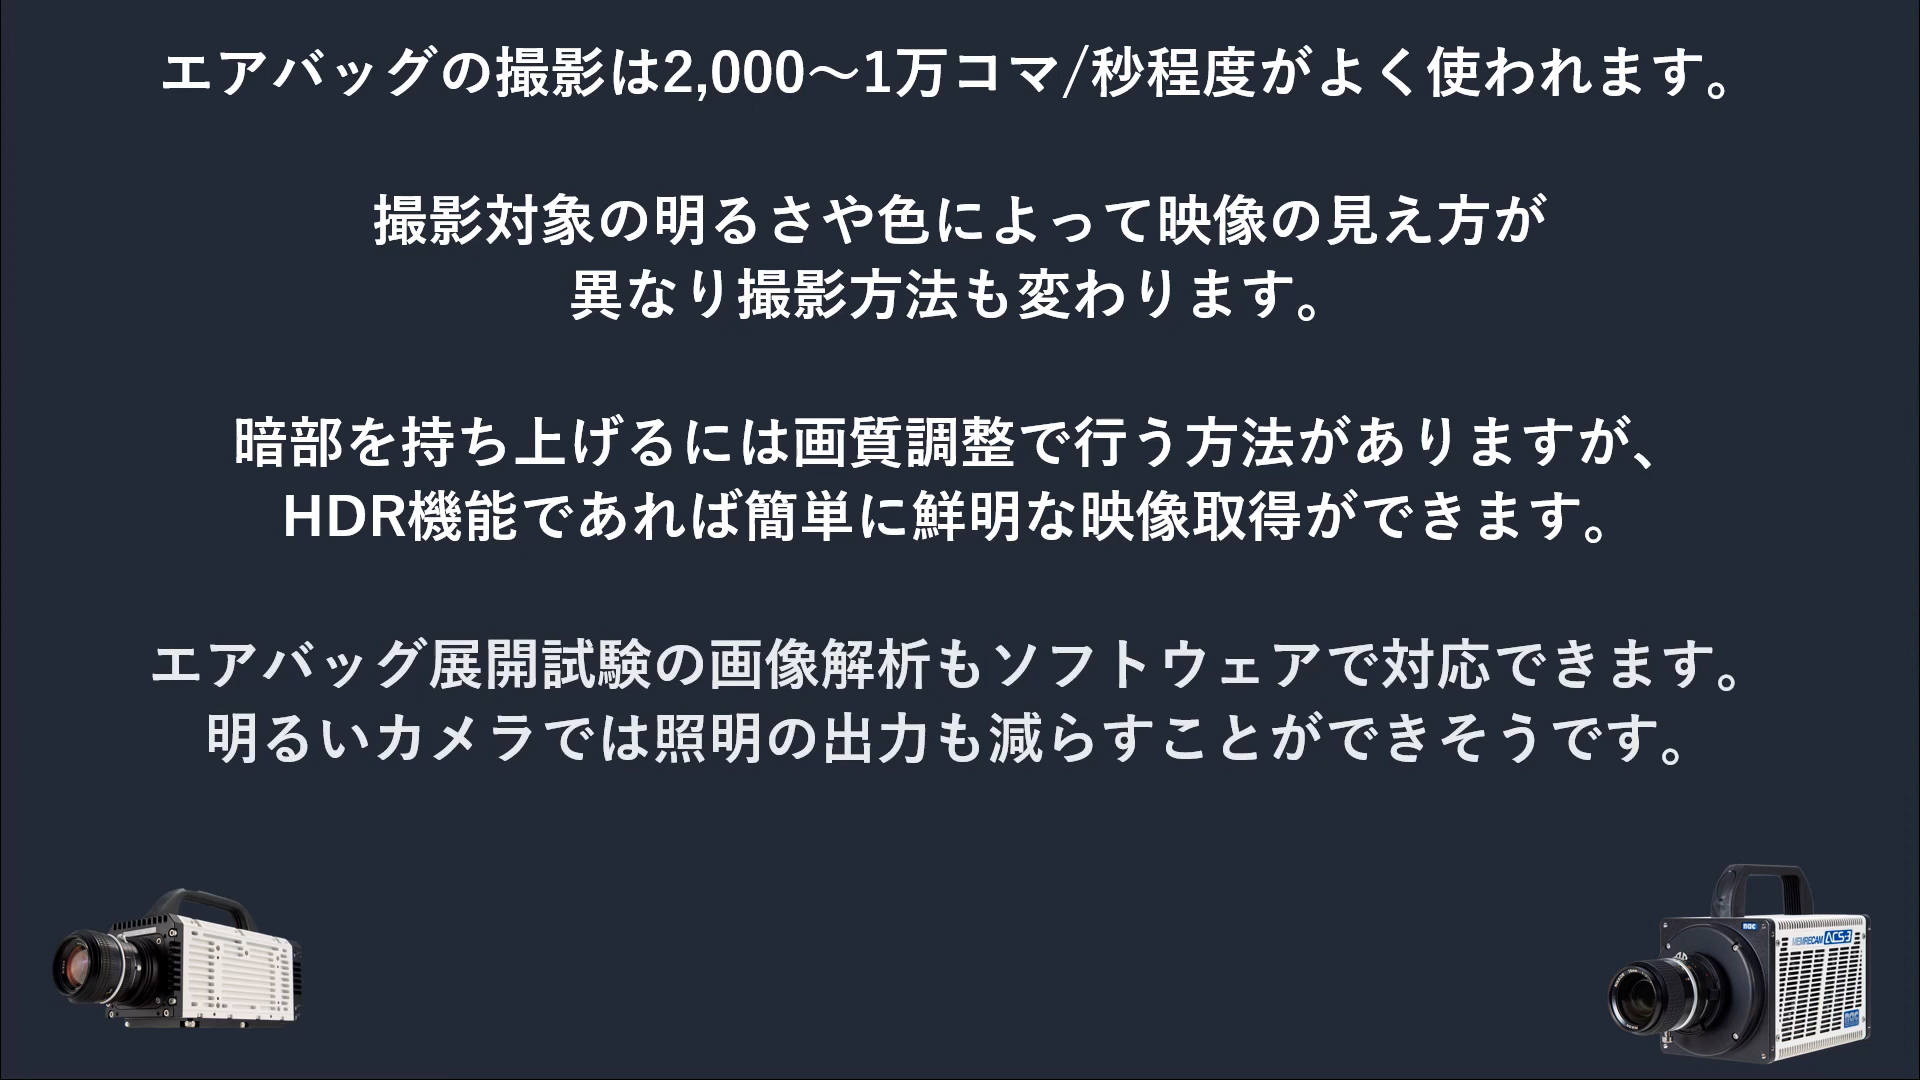 エアバッグの撮影は2,000～1万コマ/秒程度がよく使われます。
撮影対象の明るさや色によって映像の見え方が
異なり撮影方法も変わります。
暗部を持ち上げるには画質調整で行う方法がありますが、
HDR機能であれば簡単に鮮明な映像取得ができます。
エアバッグ展開試験の画像解析もソフトウェアで対応できます。
明るいカメラでは照明の出力も減らすことができそうです。
nac
MEMRECAM ACS-3
nac